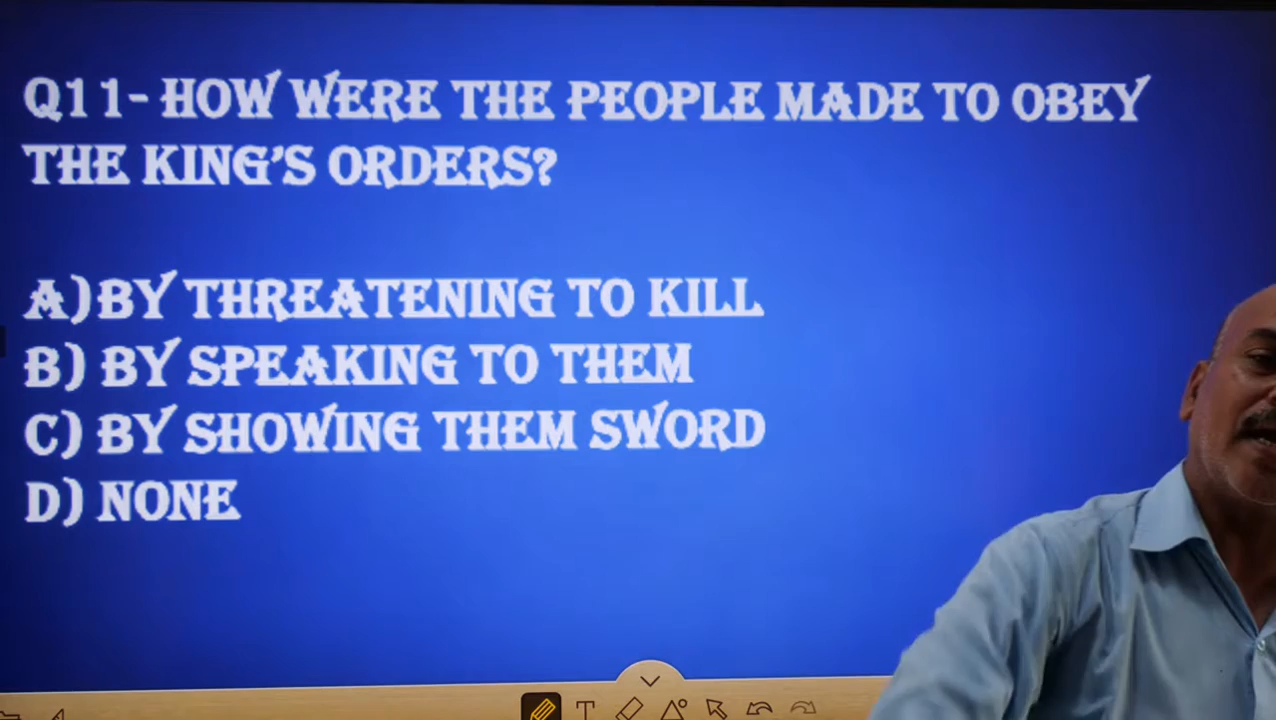 Q11- HOW WERE THE PEOPLE MADE TO OBEY
THE KING'S ORDERS?
A) BY THREATENING TO KILL
B) BY SPEAKING TO THEM
C) BY SHOWING THEM SWORD
D) NONE
T